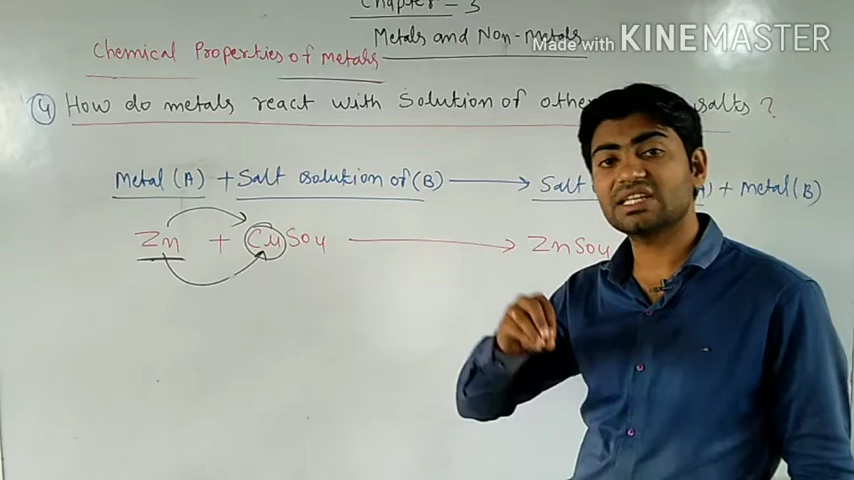 Chapter - 3
Metals and Non-metals
Made with KINEMASTER
Chemical Properties of metals
4 How do metals react with Solution of othe salts ?
Metal (A) + Salt solution of (B) → Salt A) + Metal (B)
Zn + CuSO4 → ZnSO4